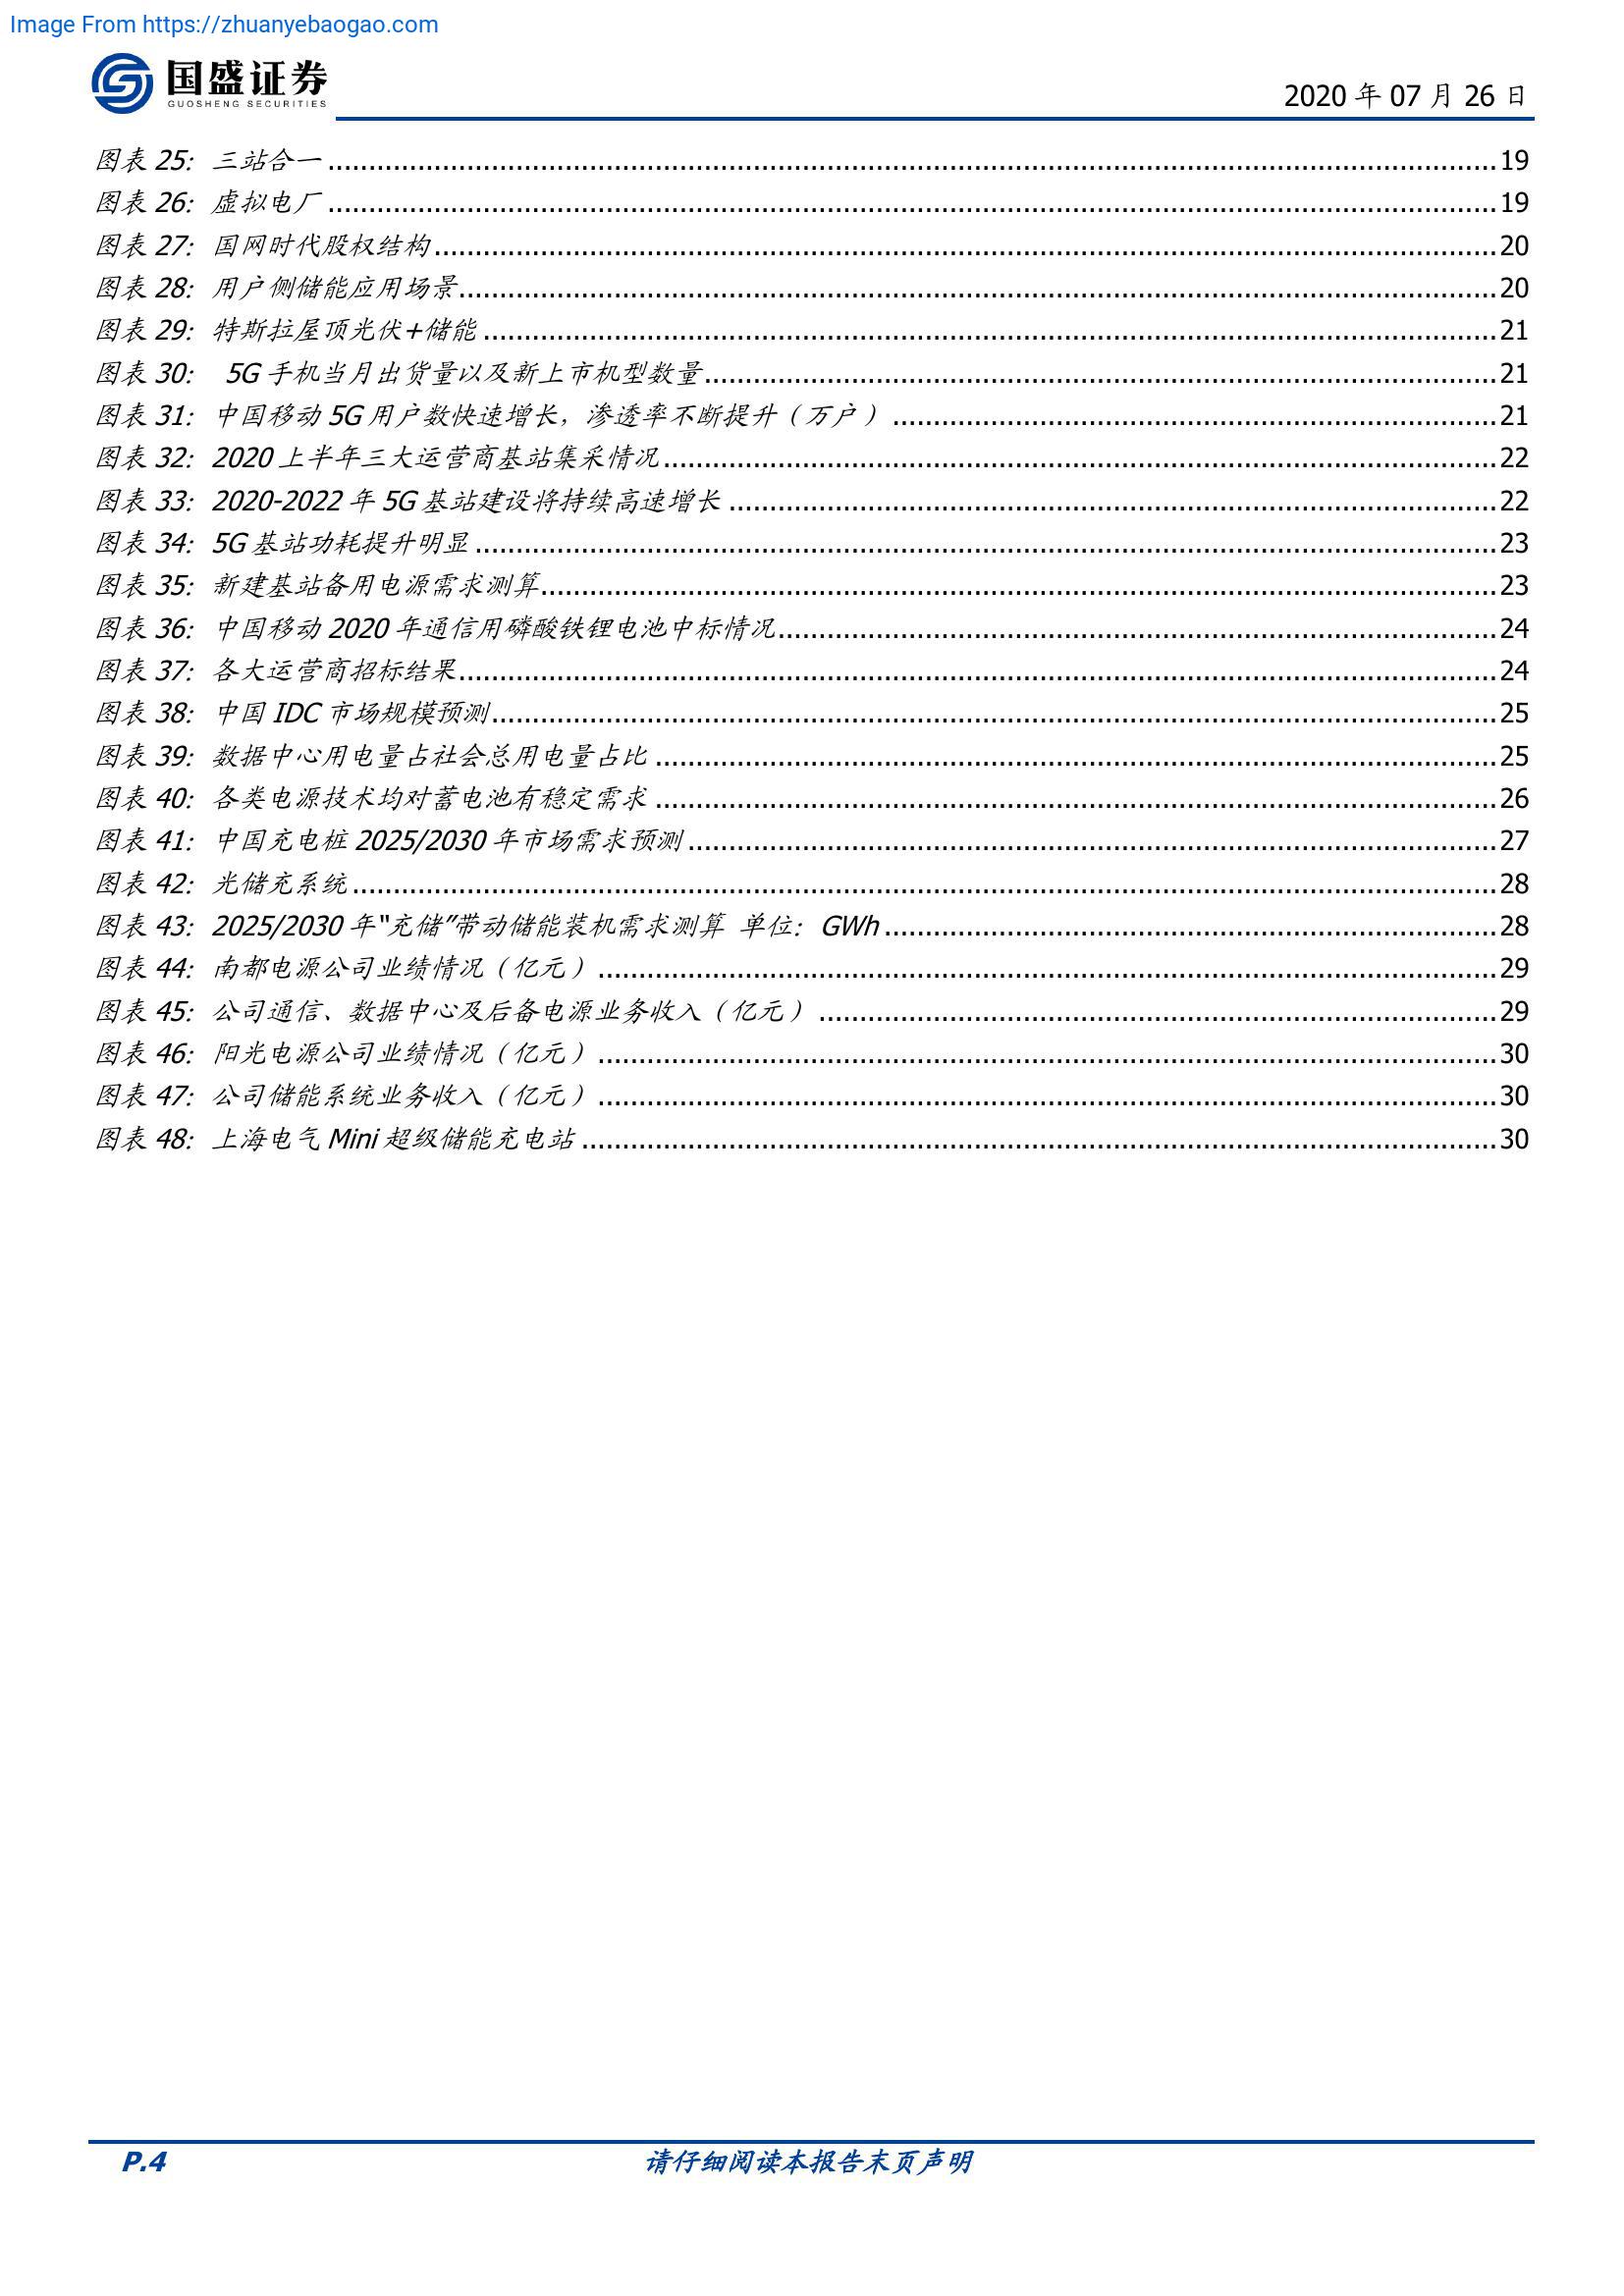 Image From https://zhuanyebaogao.com
国盛证券
GUOSHENG SECURITIES
2020 年 07 月 26 日
图表 25: 三站合一 19
图表 26: 虚拟电厂 19
图表 27: 国网时代股权结构 20
图表 28: 用户侧储能应用场景 20
图表 29: 特斯拉屋顶光伏+储能 21
图表 30: 5G 手机当月出货量以及新上市机型数量 21
图表 31: 中国移动 5G 用户数快速增长，渗透率不断提升（万户） 21
图表 32: 2020 上半年三大运营商基站集采情况 22
图表 33: 2020-2022 年 5G 基站建设将持续高速增长 22
图表 34: 5G 基站功耗提升明显 23
图表 35: 新建基站备用电源需求测算 23
图表 36: 中国移动 2020 年通信用磷酸铁锂电池中标情况 24
图表 37: 各大运营商招标结果 24
图表 38: 中国 IDC 市场规模预测 25
图表 39: 数据中心用电量占社会总用电量占比 25
图表 40: 各类电源技术均对蓄电池有稳定需求 26
图表 41: 中国充电桩 2025/2030 年市场需求预测 27
图表 42: 光储充系统 28
图表 43: 2025/2030 年"充储"带动储能装机需求测算 单位: GWh 28
图表 44: 南都电源公司业绩情况（亿元） 29
图表 45: 公司通信、数据中心及后备电源业务收入（亿元） 29
图表 46: 阳光电源公司业绩情况（亿元） 30
图表 47: 公司储能系统业务收入（亿元） 30
图表 48: 上海电气 Mini 超级储能充电站 30
P.4 请仔细阅读本报告末页声明